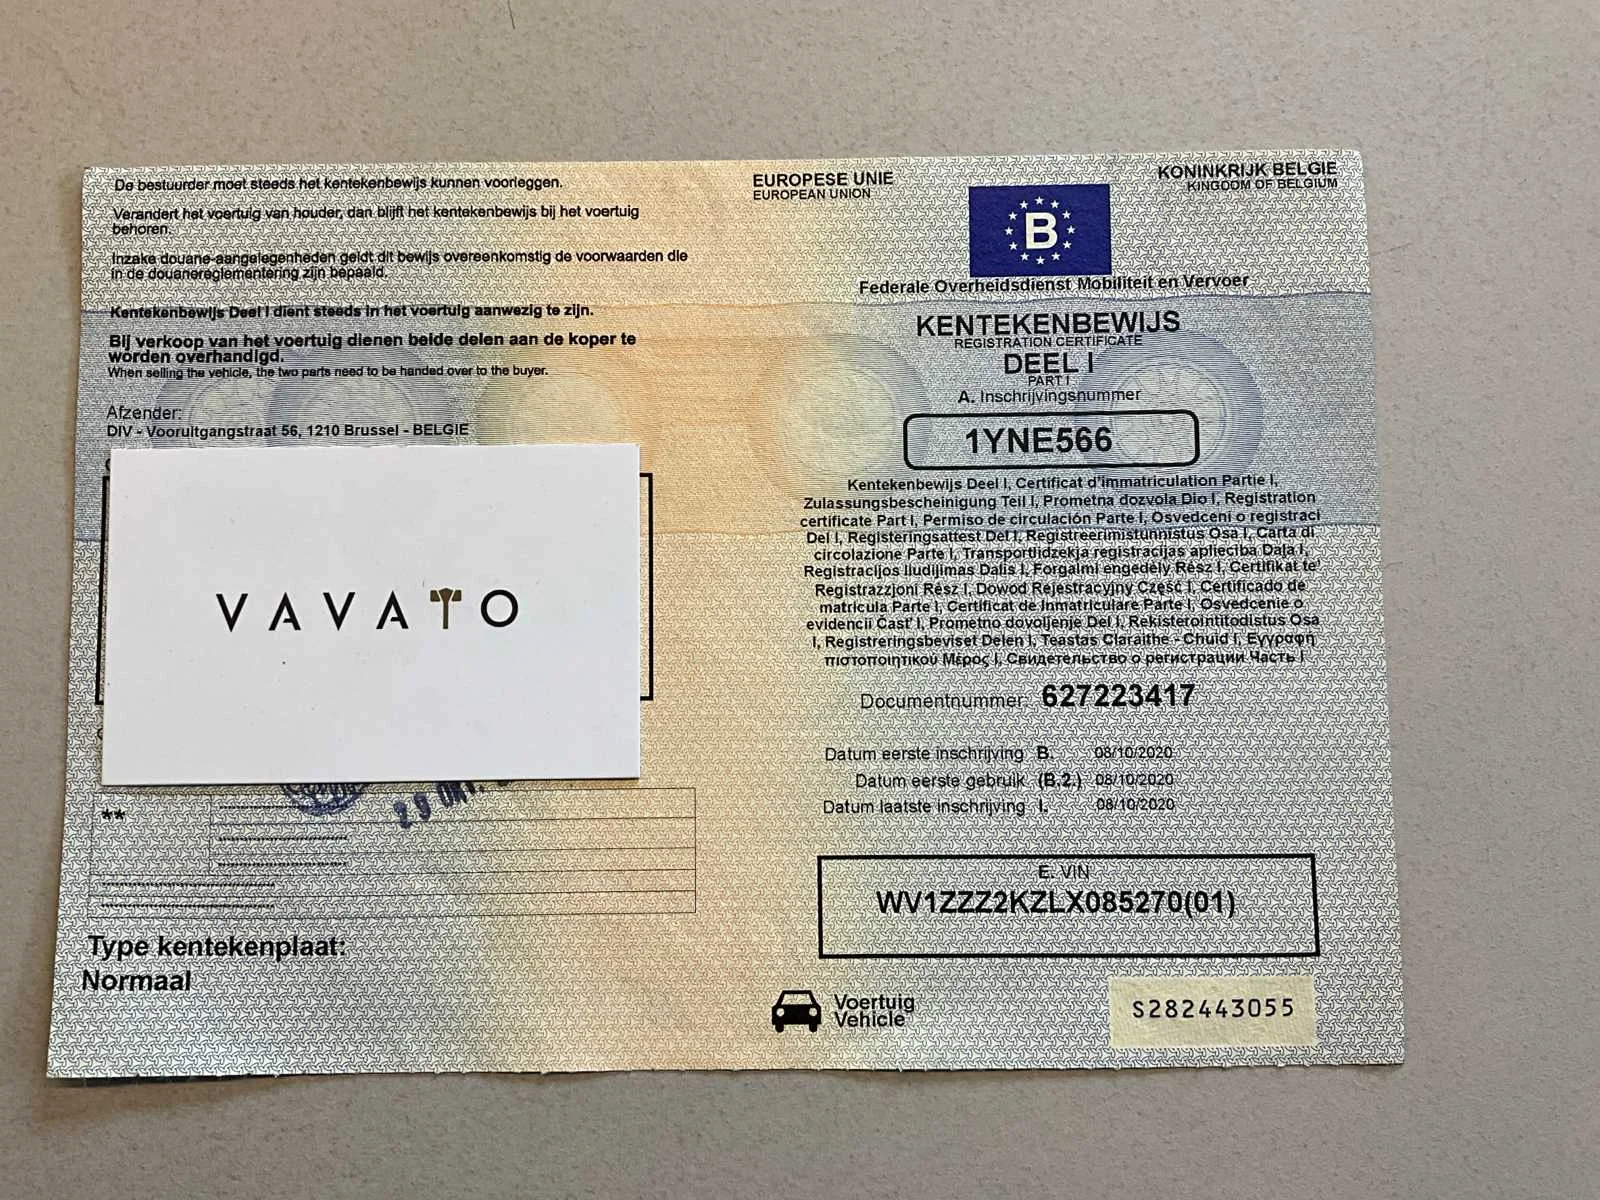 De bestuurder moet steeds het kentekenbewijs kunnen voorleggen.
Verandert het voertuig van houder, dan blijft het kentekenbewijs bij het voertuig
behoren.
Inzake douane-aangelegenheden geldt dit bewijs overeenkomstig de voorwaarden die
in de douanereglementering zijn bepaald.
Kentekenbewijs Deel I dient steeds in het voertuig aanwezig te zijn.
Bij verkoop van het voertuig dienen beide delen aan de koper te
worden overhandigd.
When selling the vehicle, the two parts need to be handed over to the buyer.
Afzender:
DIV - Vooruitgangstraat 56, 1210 Brussel - BELGIE
VAVATO
29 OKT.
**
Type kentekenplaat:
Normaal
EUROPESE UNIE
EUROPEAN UNION
B
KONINKRIJK BELGIE
KINGDOM OF BELGIUM
Federale Overheidsdienst Mobiliteit en Vervoer
KENTEKENBEWIJS
REGISTRATION CERTIFICATE
DEEL I
PART I
A. Inschrijvingsnummer
1YNE566
Kentekenbewijs Deel I, Certificat d'immatriculation Partie I,
Zulassungsbescheinigung Teil I, Prometna dozvola Dio I, Registration
certificate Part I, Permiso de circulación Parte I, Osvedceni o registraci
Del I, Registeringsattest Del I, Registreerimistunnistus Osa I, Carta di
circolazione Parte I, Transportlidzekja registracijas aplieciba Daļa I,
Registracijos liudijimas Dalis I, Forgalmi engedély Rész I, Certifikat te'
Registrazzjoni Rész I, Dowod Rejestracyjny Część I, Certificado de
matricula Parte I, Certificat de Inmatriculare Parte I, Osvedcenie o
evidencii Cast' I, Prometno dovoljenje Del I, Rekisterointitodistus Osa
I, Registreringsbeviset Delen I, Teastas Claraithe - Chuid I, Εγγραφή
πιστοποιητικού Μέρος I, Свидетельство о регистрации Часть I
Documentnummer: 627223417
Datum eerste inschrijving B. 08/10/2020
Datum eerste gebruik (B.2.) 08/10/2020
Datum laatste inschrijving I. 08/10/2020
E. VIN
WV1ZZZ2KZLX085270(01)
Voertuig
Vehicle
S282443055